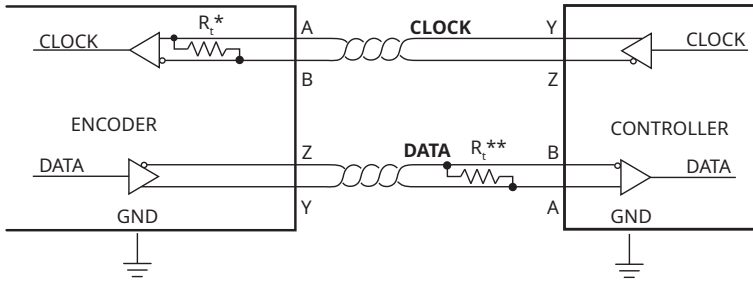 Rt*
A
CLOCK
Y
CLOCK
CLOCK
B
Z
ENCODER
CONTROLLER
Z
DATA
Rt**
B
DATA
DATA
Y
A
GND
GND